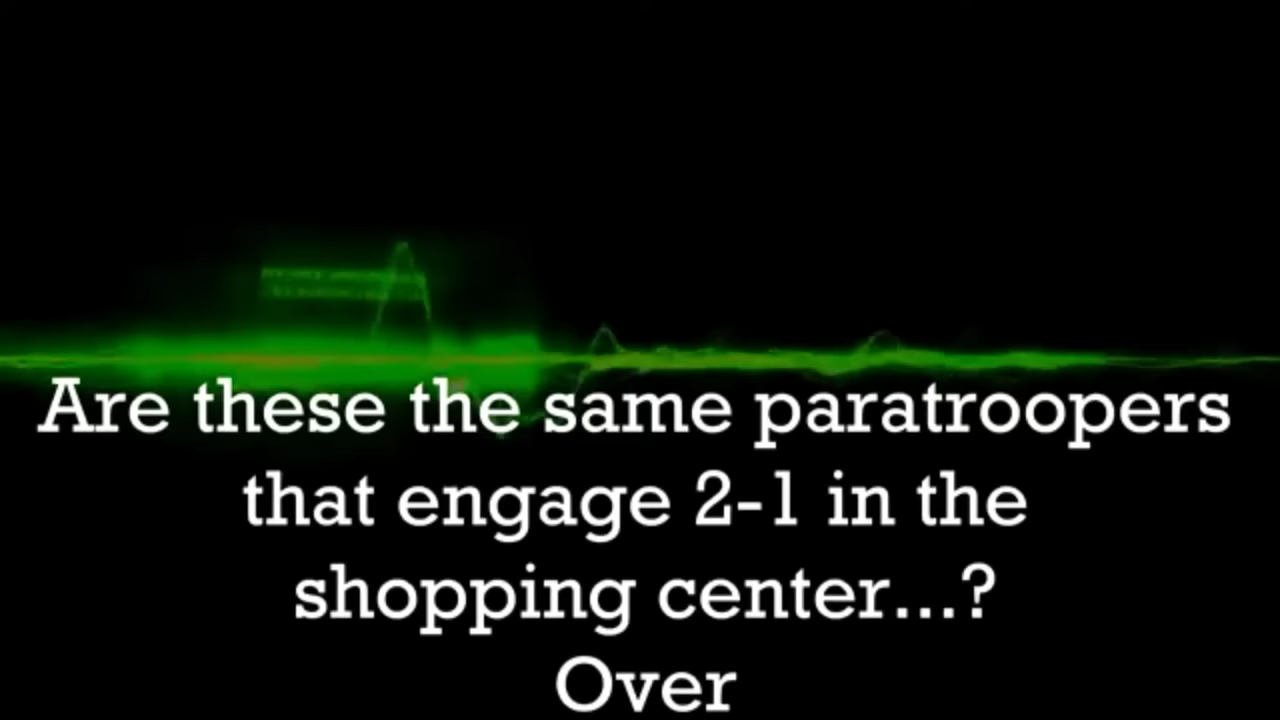 Are these the same paratroopers
that engage 2-1 in the
shopping center...?
Over